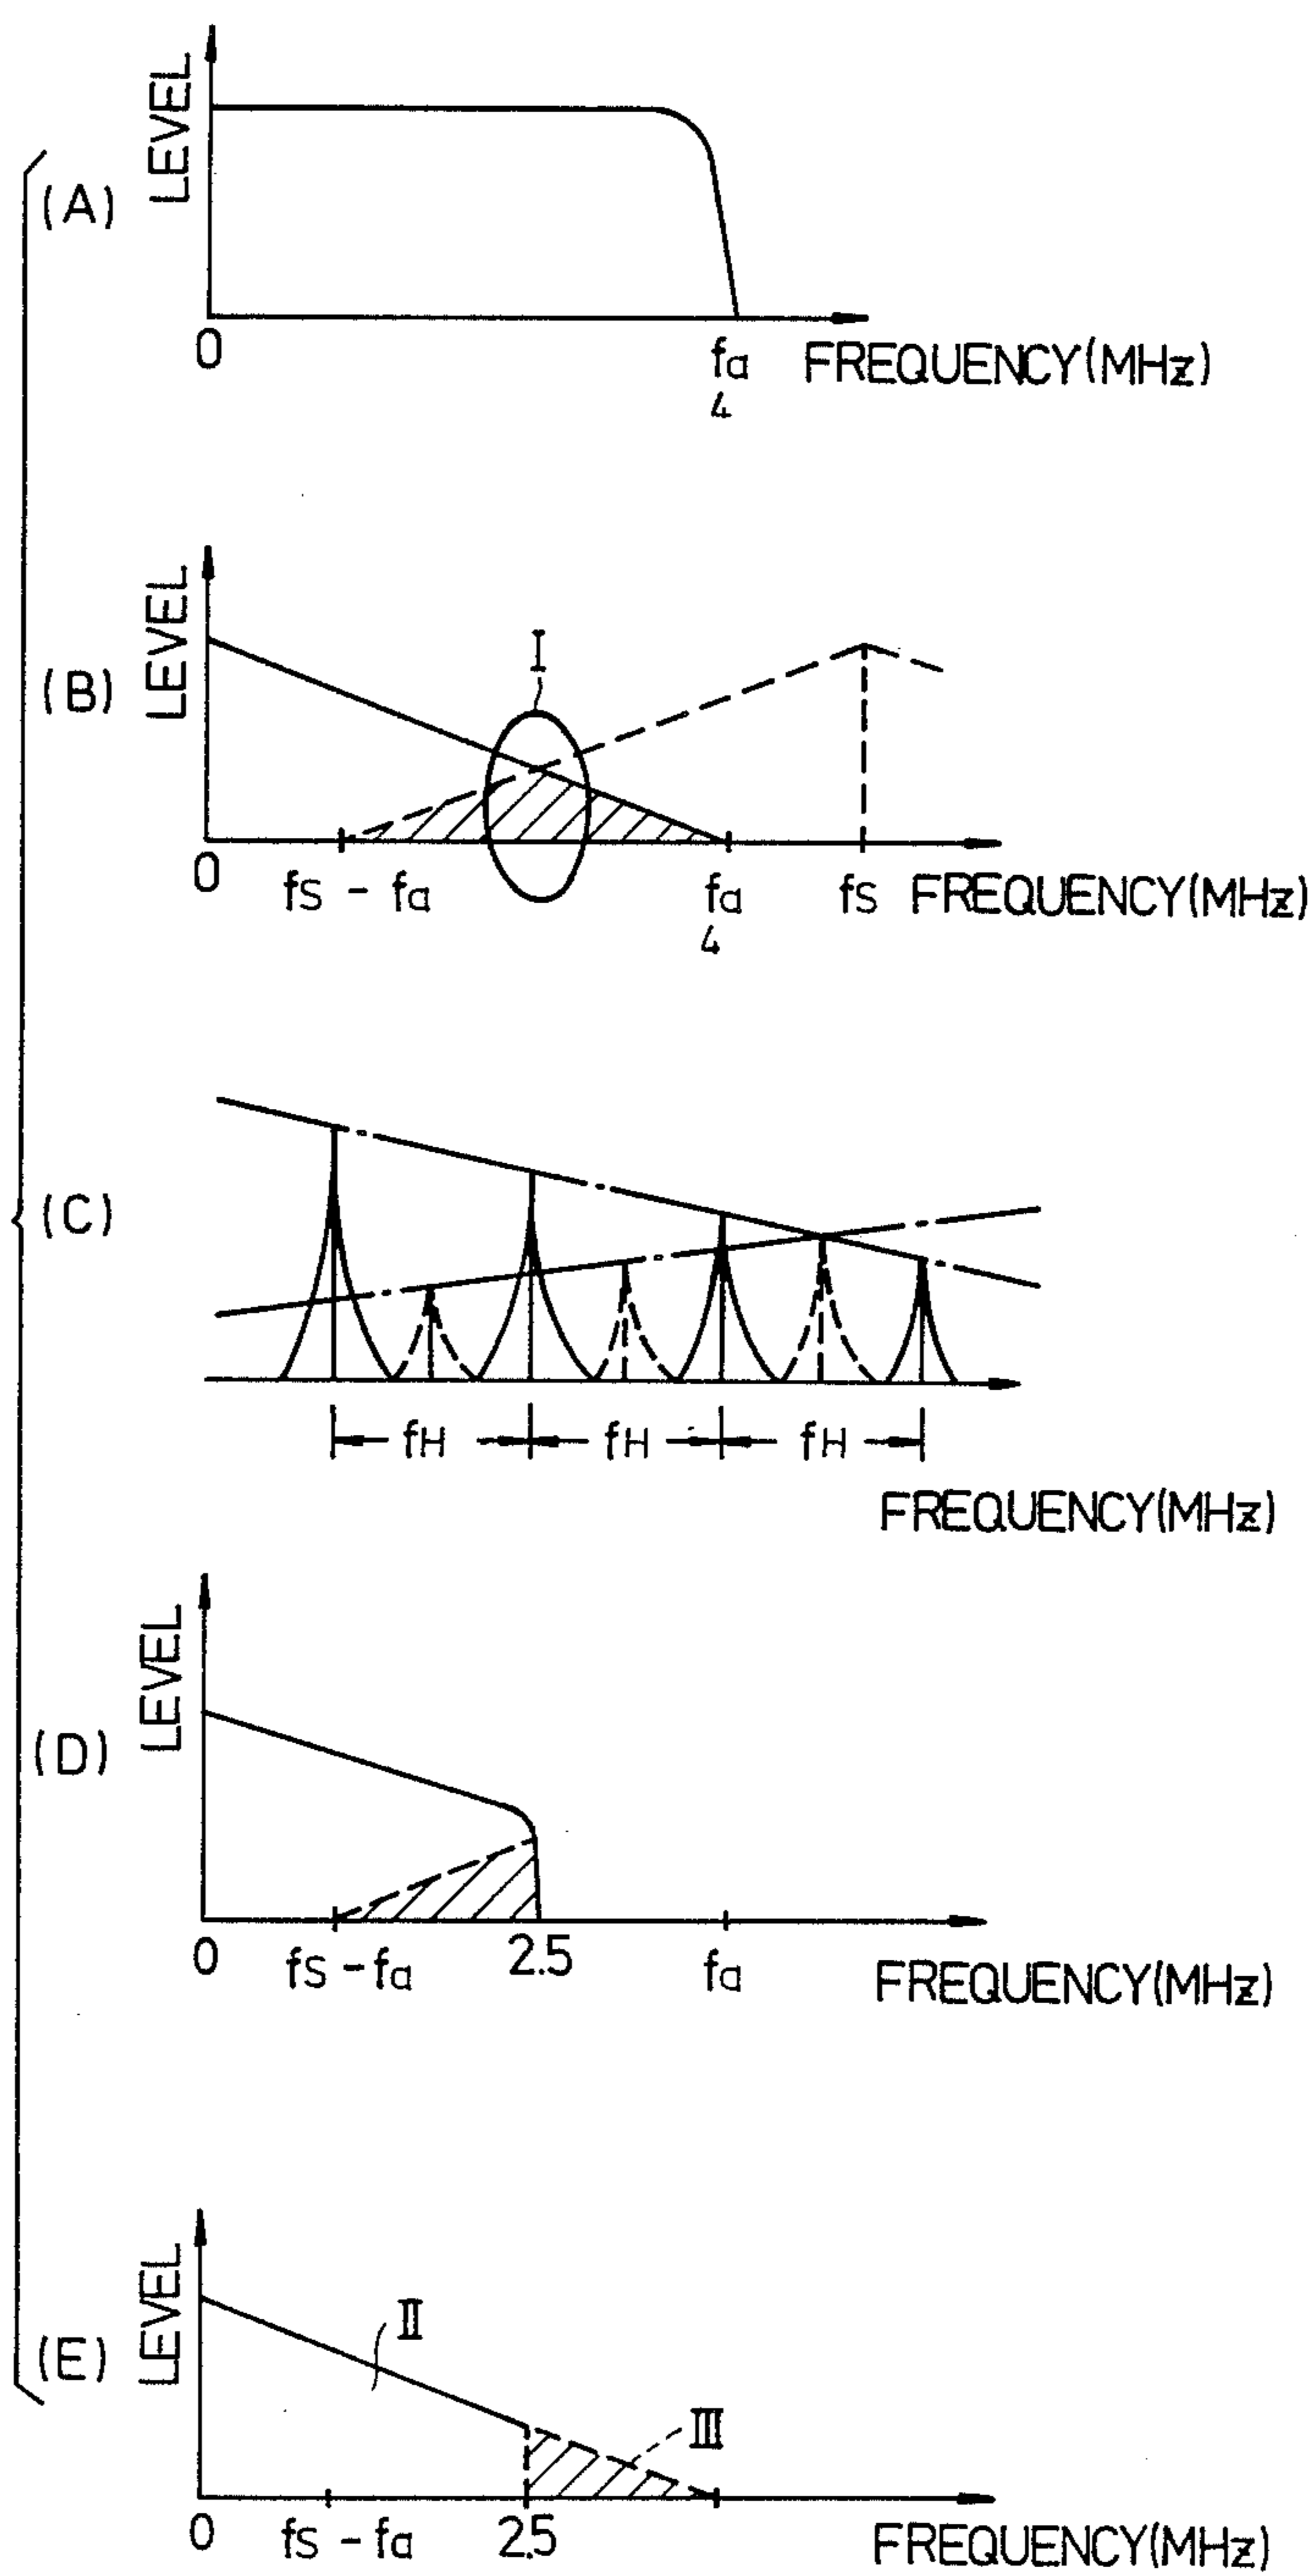 LEVEL
(A)
0
fa
4
FREQUENCY(MHz)
LEVEL
I
(B)
0
fs - fa
fa
4
fs
FREQUENCY(MHz)
(C)
fH
fH
fH
FREQUENCY(MHz)
LEVEL
(D)
0
fs - fa
2.5
fa
FREQUENCY(MHz)
LEVEL
II
(E)
III
0
fs - fa
2.5
FREQUENCY(MHz)